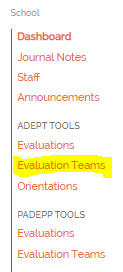 School
Dashboard
Journal Notes
Staff
Announcements
ADEPT TOOLS
Evaluations
Evaluation Teams
Orientations
PADEPP TOOLS
Evaluations
Evaluation Teams